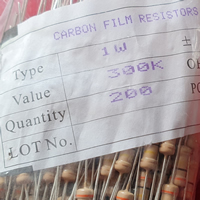 CARBON FILM RESISTORS
Type 1W ±/
Value 300K
Quantity 200
LOT No.